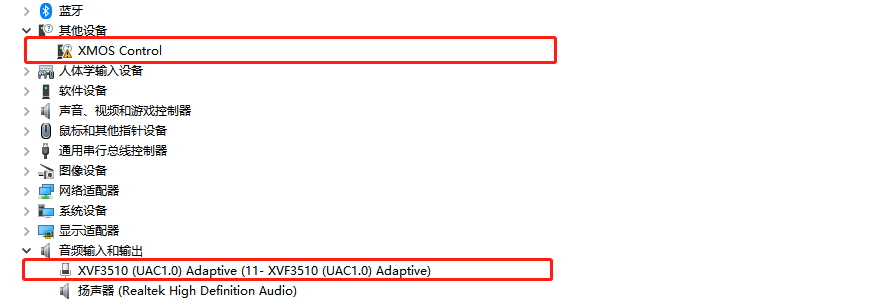 蓝牙
其他设备
XMOS Control
人体学输入设备
软件设备
声音、视频和游戏控制器
鼠标和其他指针设备
通用串行总线控制器
图像设备
网络适配器
系统设备
显示适配器
音频输入和输出
XVF3510 (UAC1.0) Adaptive (11- XVF3510 (UAC1.0) Adaptive)
扬声器 (Realtek High Definition Audio)